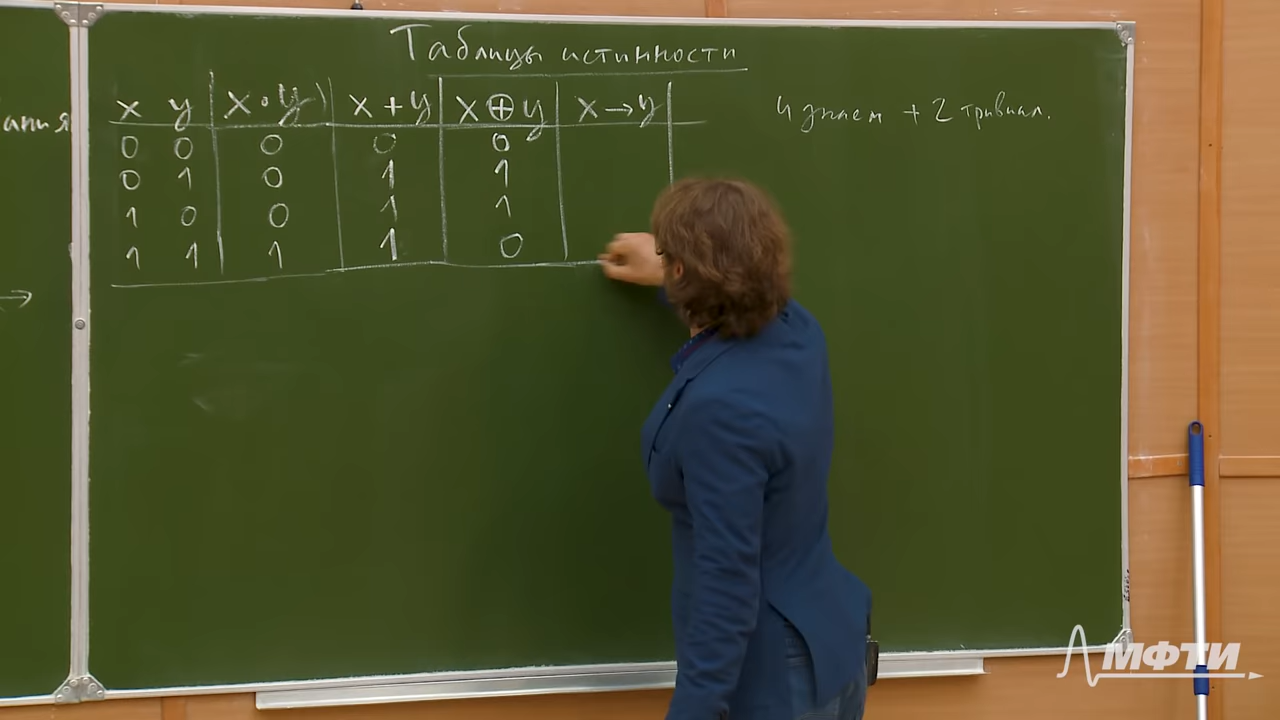 Таблицы истинности
ания
x y x • y x + y x ⊕ y x → y
0 0 0 0 0
0 1 0 1 1
1 0 0 1 1
1 1 1 1 0
→
4 знаем + 2 тривиал.
МФТИ